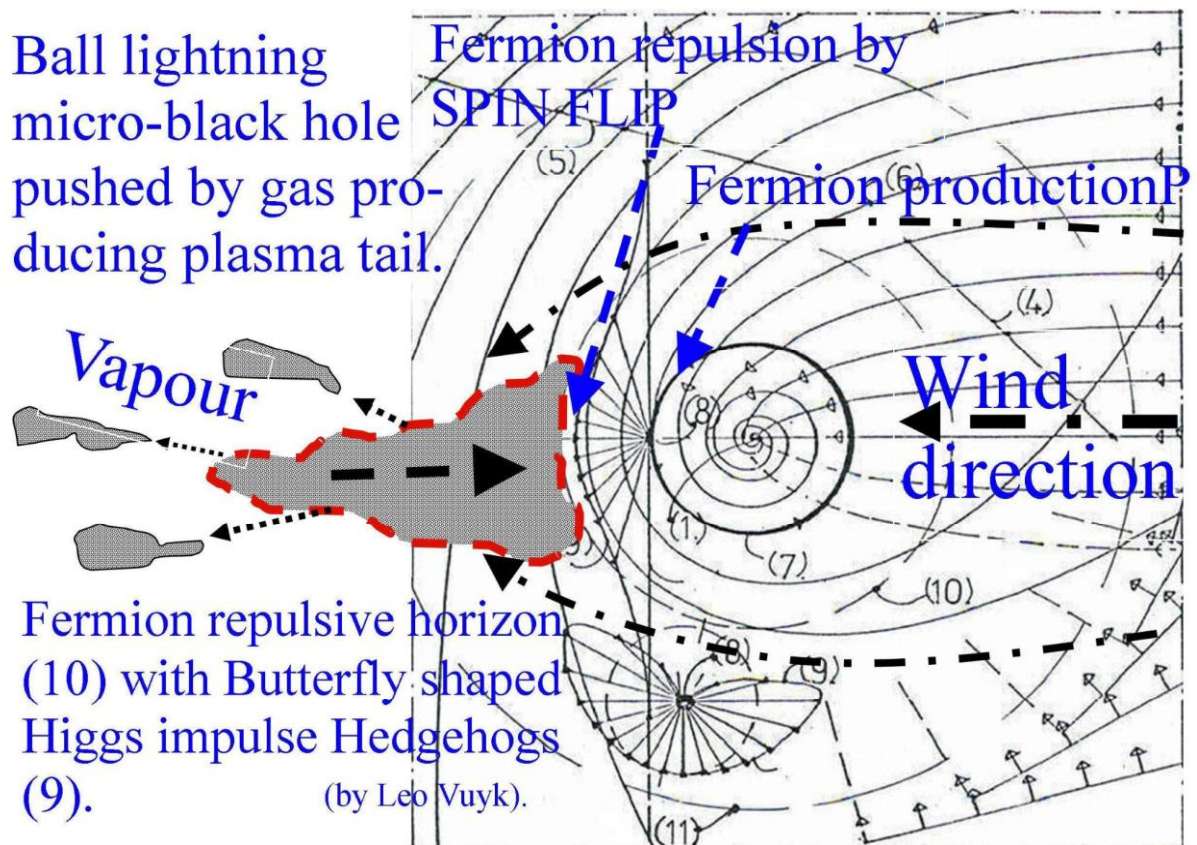 Ball lightning
micro-black hole
pushed by gas pro-
ducing plasma tail.
Fermion repulsion by
SPIN FLIP
(5)
(6)
Fermion productionP
(4)
Vapour
Wind
direction
(8)
(1)
(7)
(10)
Fermion repulsive horizon
(10) with Butterfly shaped
Higgs impulse Hedgehogs
(9).
(by Leo Vuyk).
(8)
(9)
(11)